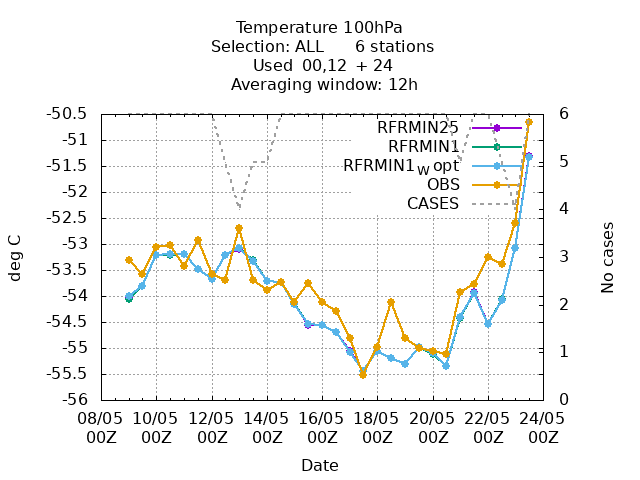 Temperature 100hPa
Selection: ALL      6 stations
Used  00,12  + 24
Averaging window: 12h
-50.5
-51
-51.5
-52
-52.5
-53
-53.5
-54
-54.5
-55
-55.5
-56
deg C
RFRMIN25
RFRMIN1
RFRMIN1W opt
OBS
CASES
6
5
4
3
2
1
0
No cases
08/05 10/05 12/05 14/05 16/05 18/05 20/05 22/05 24/05
00Z 00Z 00Z 00Z 00Z 00Z 00Z 00Z 00Z
Date